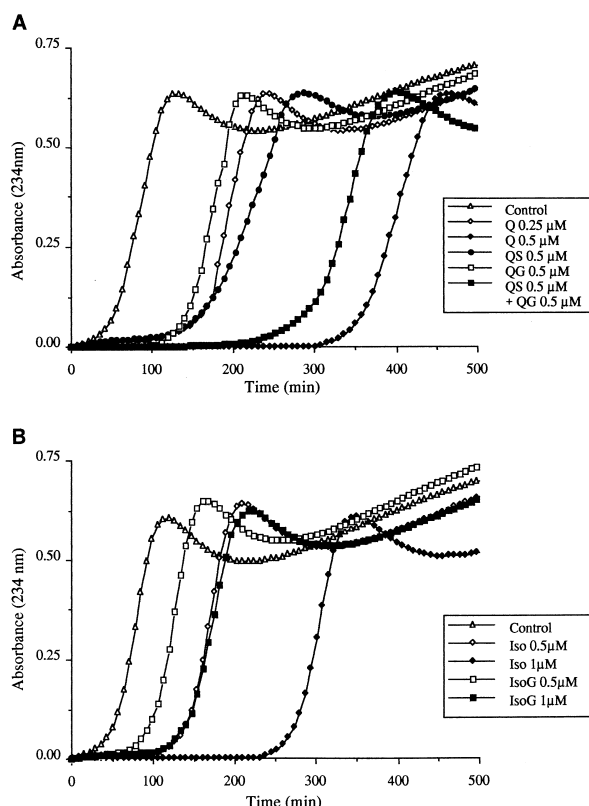 A
0.75
0.50
0.25
0.00
Absorbance (234nm)
0
100
200
300
400
500
Time (min)
Control
Q 0.25 µM
Q 0.5 µM
QS 0.5 µM
QG 0.5 µM
QS 0.5 µM
+ QG 0.5 µM
B
0.75
0.50
0.25
0.00
Absorbance (234 nm)
0
100
200
300
400
500
Time (min)
Control
Iso 0.5µM
Iso 1µM
IsoG 0.5µM
IsoG 1µM